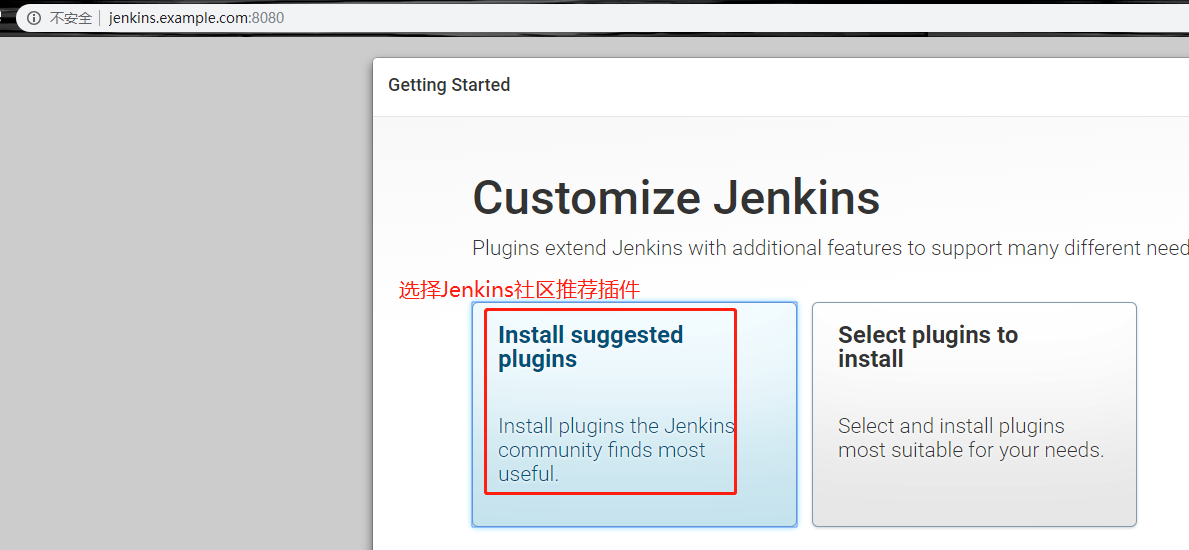 不安全 | jenkins.example.com:8080
Getting Started
Customize Jenkins
Plugins extend Jenkins with additional features to support many different need
选择Jenkins社区推荐插件
Install suggested
plugins
Install plugins the Jenkins
community finds most
useful.
Select plugins to
install
Select and install plugins
most suitable for your needs.